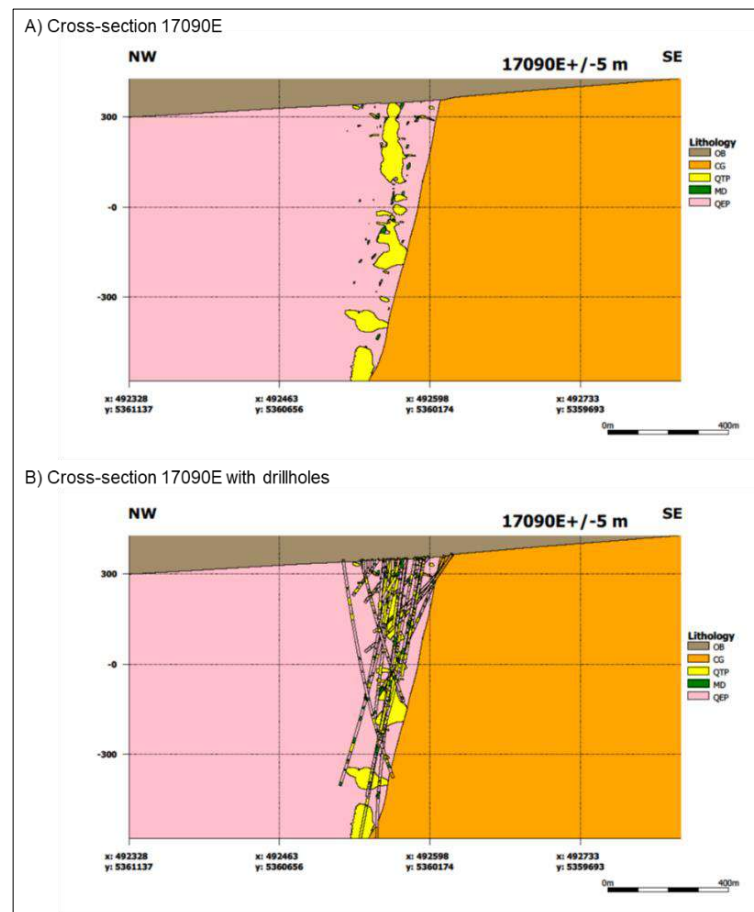 A) Cross-section 17090E
NW
SE
17090E+/-5 m
300
-0
-300
Lithology
OB
CG
QTP
MD
QEP
x: 492328
y: 5361137
x: 492463
y: 5360656
x: 492598
y: 5360174
x: 492733
y: 5359693
0m
400m
B) Cross-section 17090E with drillholes
NW
SE
17090E+/-5 m
300
-0
-300
Lithology
OB
CG
QTP
MD
QEP
x: 492328
y: 5361137
x: 492463
y: 5360656
x: 492598
y: 5360174
x: 492733
y: 5359693
0m
400m